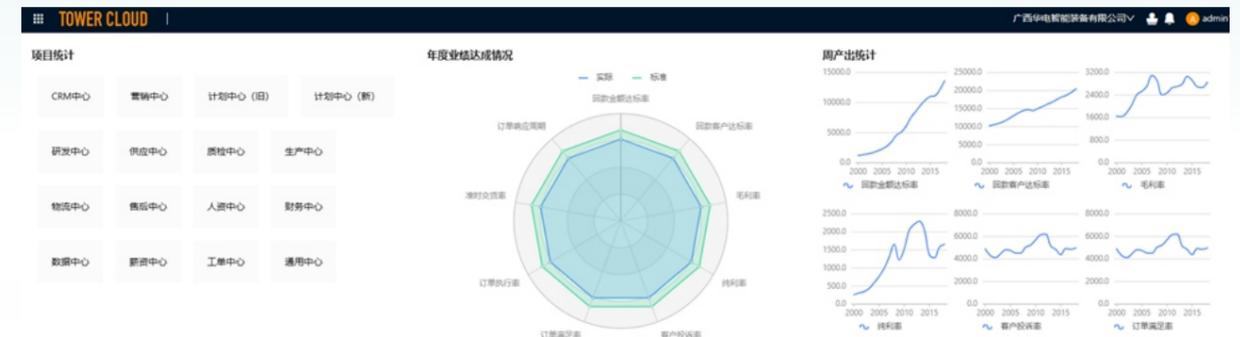 TOWER CLOUD
广西华电智能装备有限公司
admin
项目统计
CRM中心 营销中心 计划中心（旧） 计划中心（新）
研发中心 供应中心 质检中心 生产中心
物流中心 售后中心 人资中心 财务中心
数据中心 薪资中心 工单中心 通用中心
年度业绩达成情况
实际 标准
回款金额达标率
订单响应周期 回款客户达标率
准时交货率 毛利率
订单执行率 纯利率
订单满足率 客户投诉率
周产出统计
15000.0 25000.0 3200.0
20000.0 2400.0
10000.0 15000.0 1600.0
5000.0 10000.0
5000.0 800.0
0.0 0.0 0.0
2000 2005 2010 2015 2000 2005 2010 2015 2000 2005 2010 2015
回款金额达标率 回款客户达标率 毛利率
2500.0 8000.0 8000.0
2000.0 6000.0 6000.0
1500.0
1000.0 4000.0 4000.0
500.0 2000.0 2000.0
0.0 0.0 0.0
2000 2005 2010 2015 2000 2005 2010 2015 2000 2005 2010 2015
纯利率 客户投诉率 订单满足率